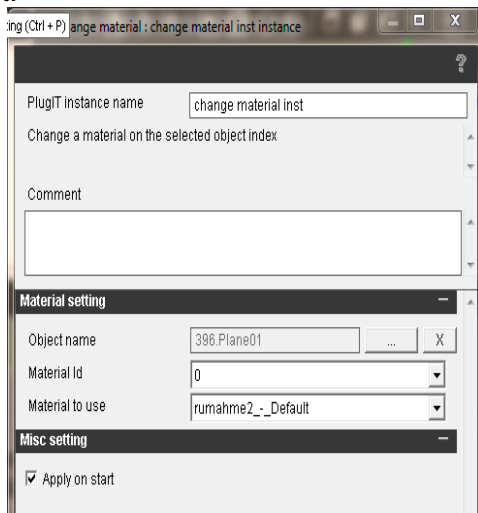 ting (Ctrl + P) ange material : change material inst instance
X
?
PlugIT instance name change material inst
Change a material on the selected object index
Comment
Material setting
Object name 396.Plane01 ... X
Material Id 0
Material to use rumahme2_-_Default
Misc setting
Apply on start